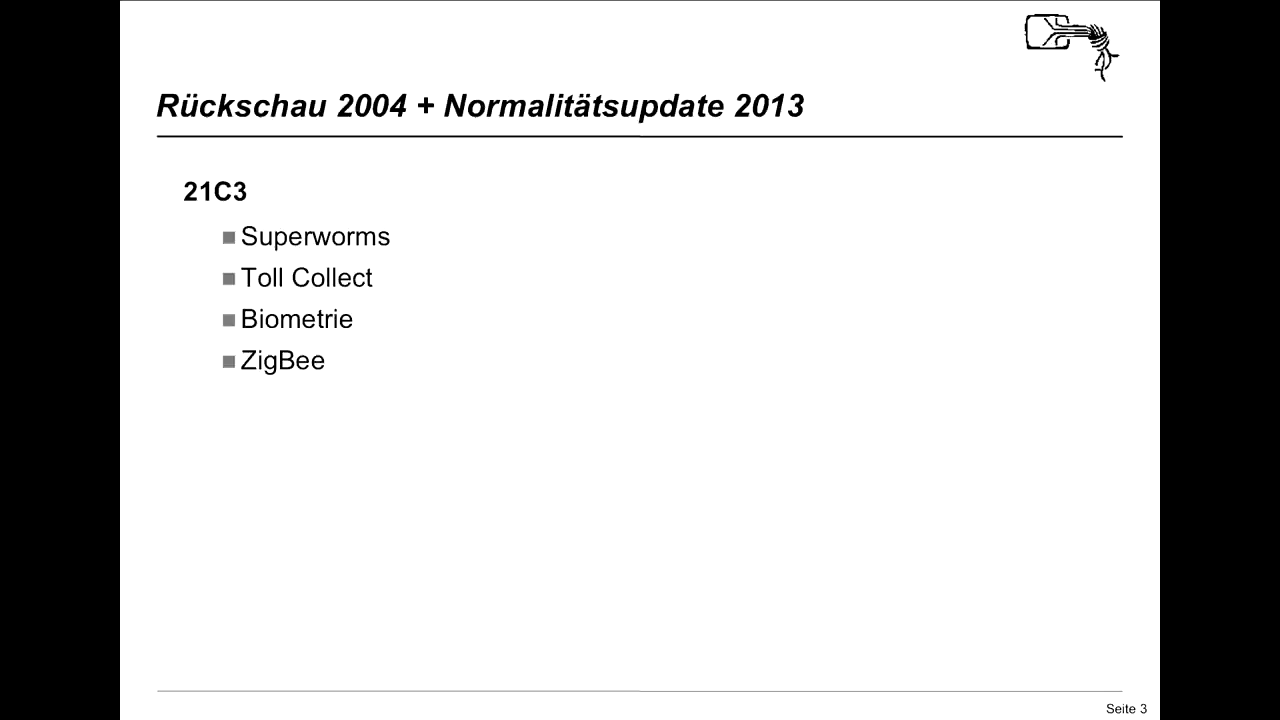 Rückschau 2004 + Normalitätsupdate 2013
21C3
Superworms
Toll Collect
Biometrie
ZigBee
Seite 3